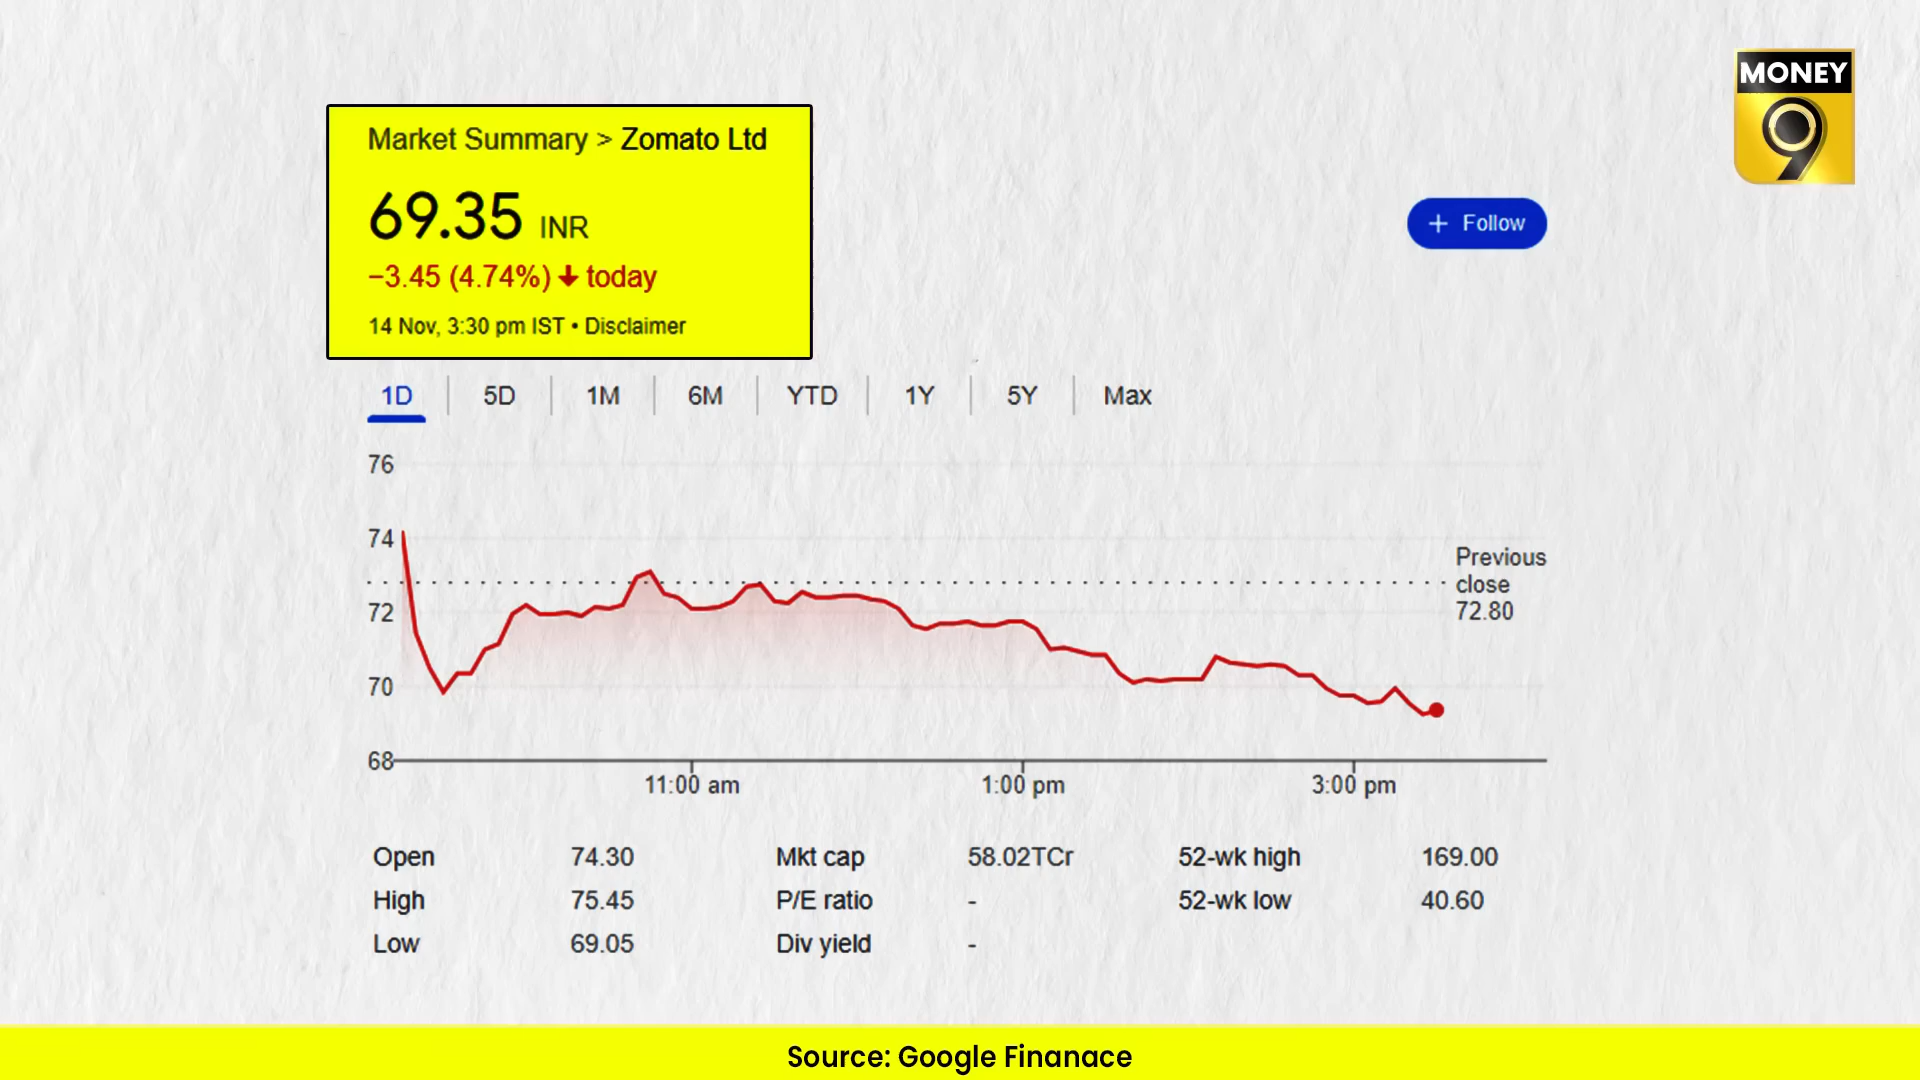 MONEY
9
Market Summary > Zomato Ltd
69.35 INR
−3.45 (4.74%) ↓ today
14 Nov, 3:30 pm IST • Disclaimer
+ Follow
1D 5D 1M 6M YTD 1Y 5Y Max
76
74
72
70
68
Previous
close
72.80
11:00 am 1:00 pm 3:00 pm
Open 74.30 Mkt cap 58.02TCr 52-wk high 169.00
High 75.45 P/E ratio - 52-wk low 40.60
Low 69.05 Div yield -
Source: Google Finanace